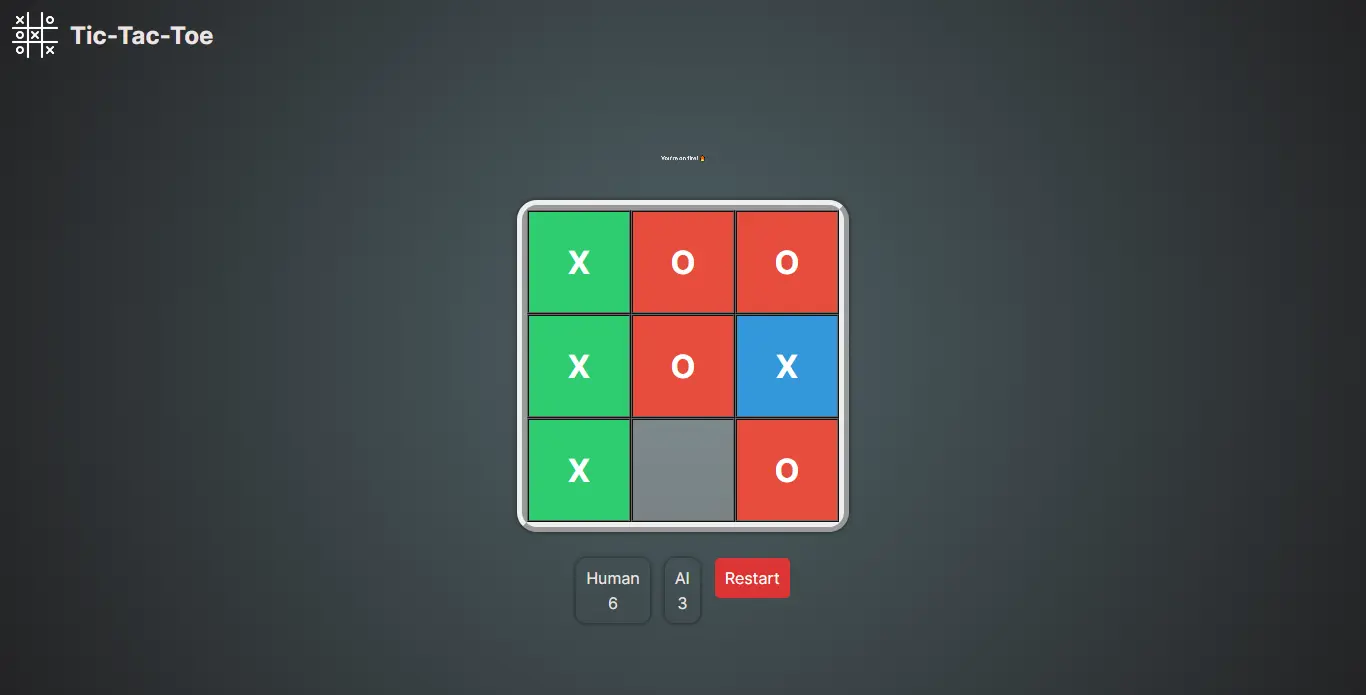 Tic-Tac-Toe
You're on fire! 🔥
X O O
X O X
X O
Human AI Restart
6 3